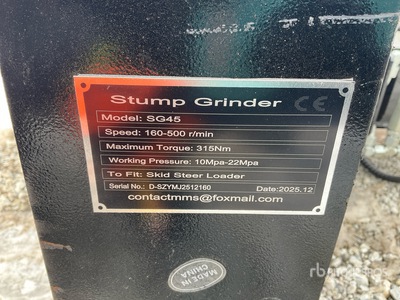 Stump Grinder CE
Model: SG45
Speed: 160-500 r/min
Maximum Torque: 315Nm
Working Pressure: 10Mpa-22Mpa
To Fit: Skid Steer Loader
Serial No.: D-SZYMJ2512160 Date:2025.12
contactmms@foxmail.com
MADE IN
CHINA
rb